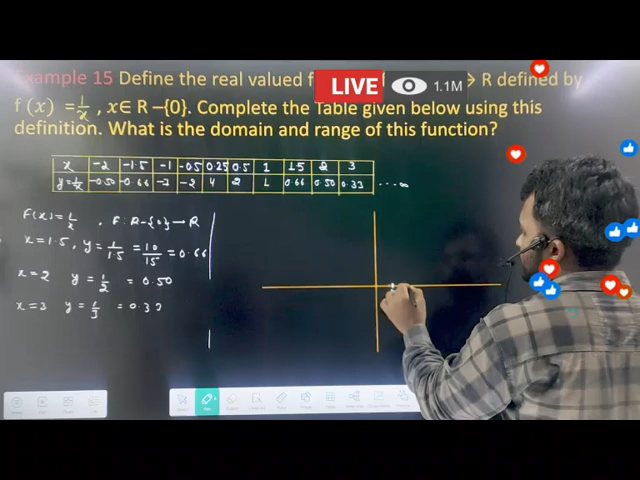 Example 15 Define the real valued f → R defined by
LIVE 1.1M
f (x) = 1/x , x∈ R –{0}. Complete the Table given below using this
definition. What is the domain and range of this function?
x -2 -1.5 -1 -0.5 0.25 0.5 1 1.5 2 3
y=1/x -0.50 -0.66 -1 -2 4 2 1 0.66 0.50 0.33 ....∞
F(x)=1/x , F: R-{0}→R
x=1.5, y=1/1.5 =10/15 =0.66
x=2 y=1/2 =0.50
x=3 y=1/3 =0.33